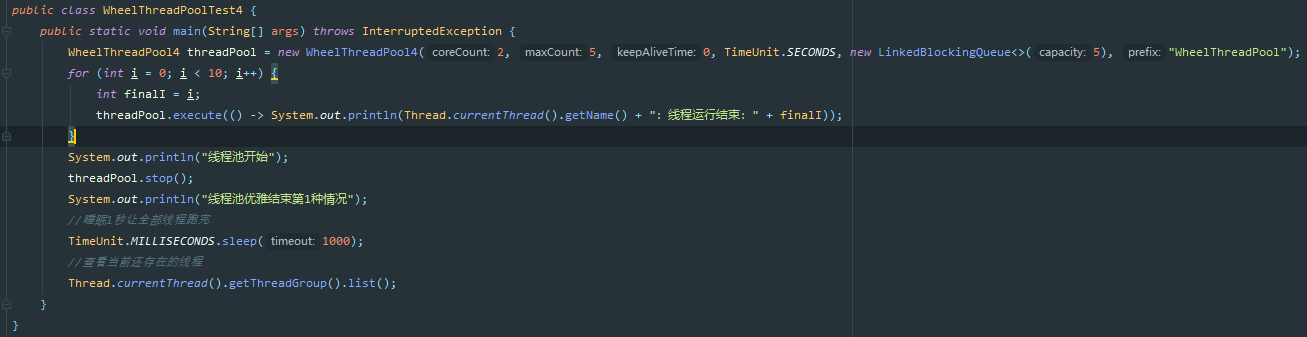 public class WheelThreadPoolTest4 {
public static void main(String[] args) throws InterruptedException {
WheelThreadPool4 threadPool = new WheelThreadPool4( coreCount: 2, maxCount: 5, keepAliveTime: 0, TimeUnit.SECONDS, new LinkedBlockingQueue<>( capacity: 5), prefix: "WheelThreadPool");
for (int i = 0; i < 10; i++) {
int finalI = i;
threadPool.execute(() -> System.out.println(Thread.currentThread().getName() + ": 线程运行结束: " + finalI));
}
System.out.println("线程池开始");
threadPool.stop();
System.out.println("线程池优雅结束第1种情况");
//睡眠1秒让全部线程跑完
TimeUnit.MILLISECONDS.sleep( timeout: 1000);
//查看当前还存在的线程
Thread.currentThread().getThreadGroup().list();
}
}